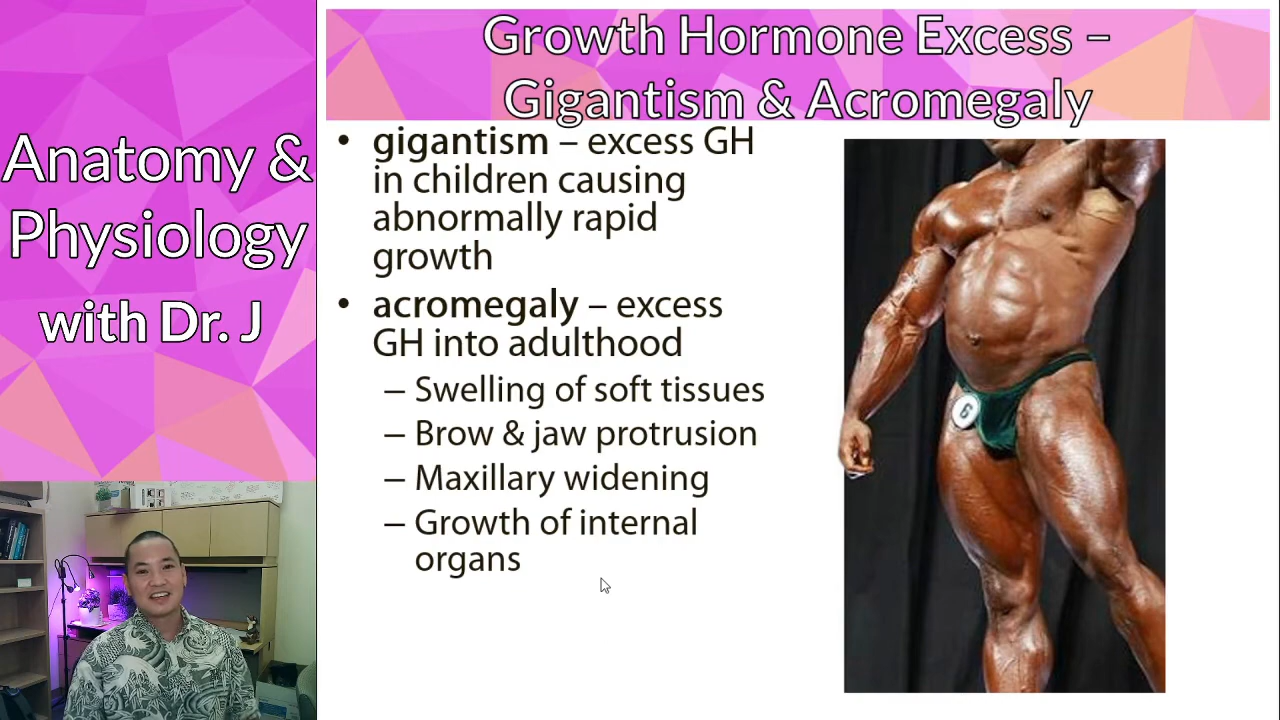 Anatomy &
Physiology
with Dr. J
Growth Hormone Excess –
Gigantism & Acromegaly
• gigantism – excess GH
in children causing
abnormally rapid
growth
• acromegaly – excess
GH into adulthood
– Swelling of soft tissues
– Brow & jaw protrusion
– Maxillary widening
– Growth of internal
organs
6